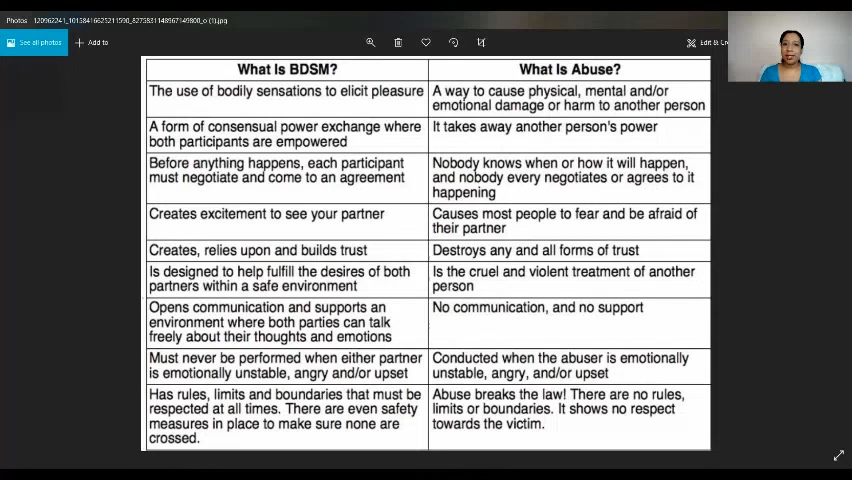 Photos
120962241_10158416625211590_8275831148967149800_o (1).jpg
See all photos
Add to
Edit & Cre
What Is BDSM?
What Is Abuse?
The use of bodily sensations to elicit pleasure
A way to cause physical, mental and/or
emotional damage or harm to another person
A form of consensual power exchange where
both participants are empowered
It takes away another person's power
Before anything happens, each participant
must negotiate and come to an agreement
Nobody knows when or how it will happen,
and nobody every negotiates or agrees to it
happening
Creates excitement to see your partner
Causes most people to fear and be afraid of
their partner
Creates, relies upon and builds trust
Destroys any and all forms of trust
Is designed to help fulfill the desires of both
partners within a safe environment
Is the cruel and violent treatment of another
person
Opens communication and supports an
environment where both parties can talk
freely about their thoughts and emotions
No communication, and no support
Must never be performed when either partner
is emotionally unstable, angry and/or upset
Conducted when the abuser is emotionally
unstable, angry, and/or upset
Has rules, limits and boundaries that must be
respected at all times. There are even safety
measures in place to make sure none are
crossed.
Abuse breaks the law! There are no rules,
limits or boundaries. It shows no respect
towards the victim.